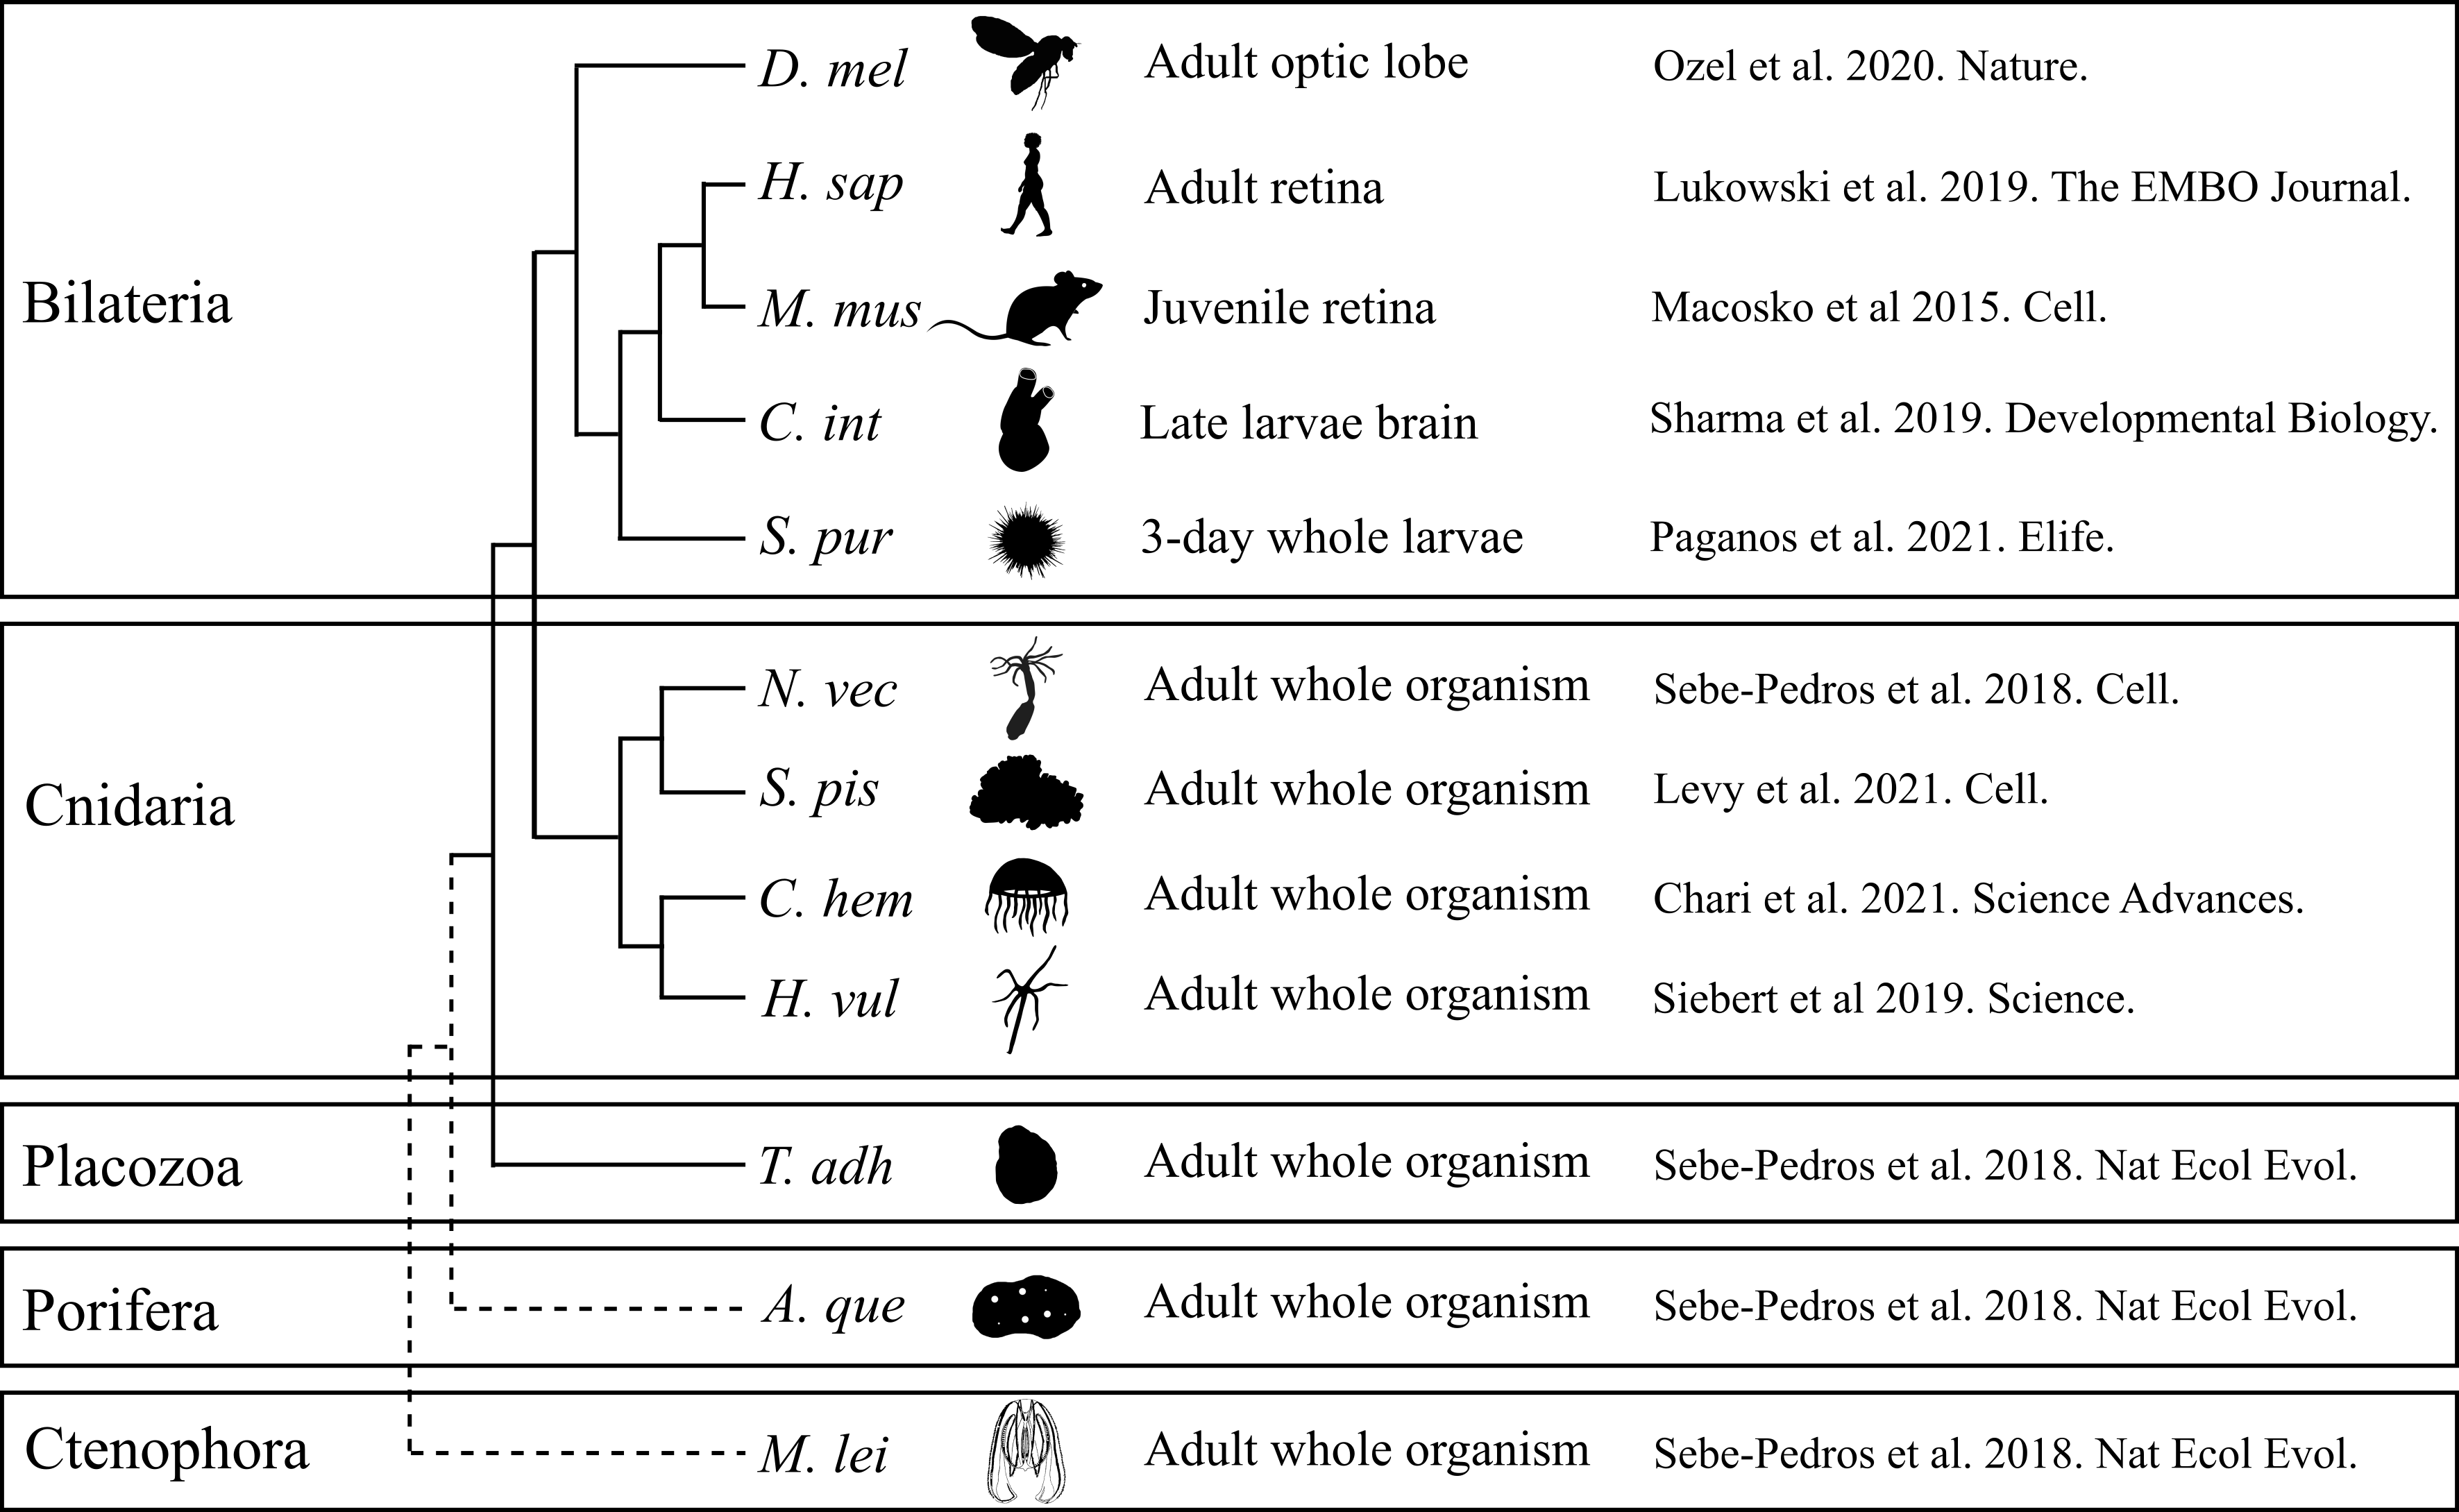 D. mel Adult optic lobe Ozel et al. 2020. Nature.
H. sap Adult retina Lukowski et al. 2019. The EMBO Journal.
Bilateria
M. mus Juvenile retina Macosko et al 2015. Cell.
C. int Late larvae brain Sharma et al. 2019. Developmental Biology.
S. pur 3-day whole larvae Paganos et al. 2021. Elife.
N. vec Adult whole organism Sebe-Pedros et al. 2018. Cell.
S. pis Adult whole organism Levy et al. 2021. Cell.
Cnidaria
C. hem Adult whole organism Chari et al. 2021. Science Advances.
H. vul Adult whole organism Siebert et al 2019. Science.
Placozoa T. adh Adult whole organism Sebe-Pedros et al. 2018. Nat Ecol Evol.
Porifera A. que Adult whole organism Sebe-Pedros et al. 2018. Nat Ecol Evol.
Ctenophora M. lei Adult whole organism Sebe-Pedros et al. 2018. Nat Ecol Evol.